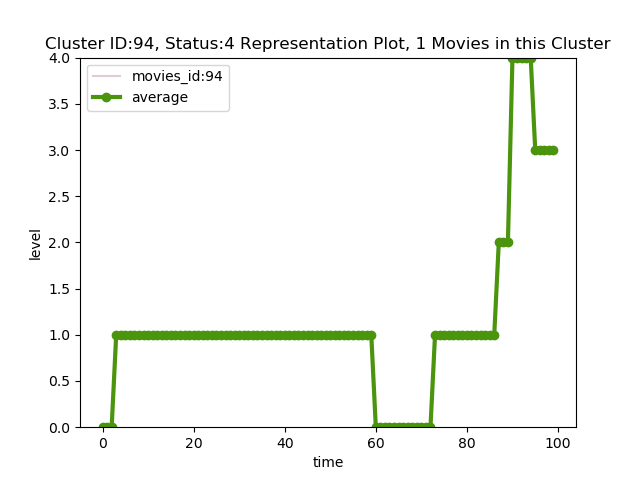 Cluster ID:94, Status:4 Representation Plot, 1 Movies in this Cluster
movies_id:94
average
4.0
3.5
3.0
2.5
2.0
1.5
1.0
0.5
0.0
level
0 20 40 60 80 100
time